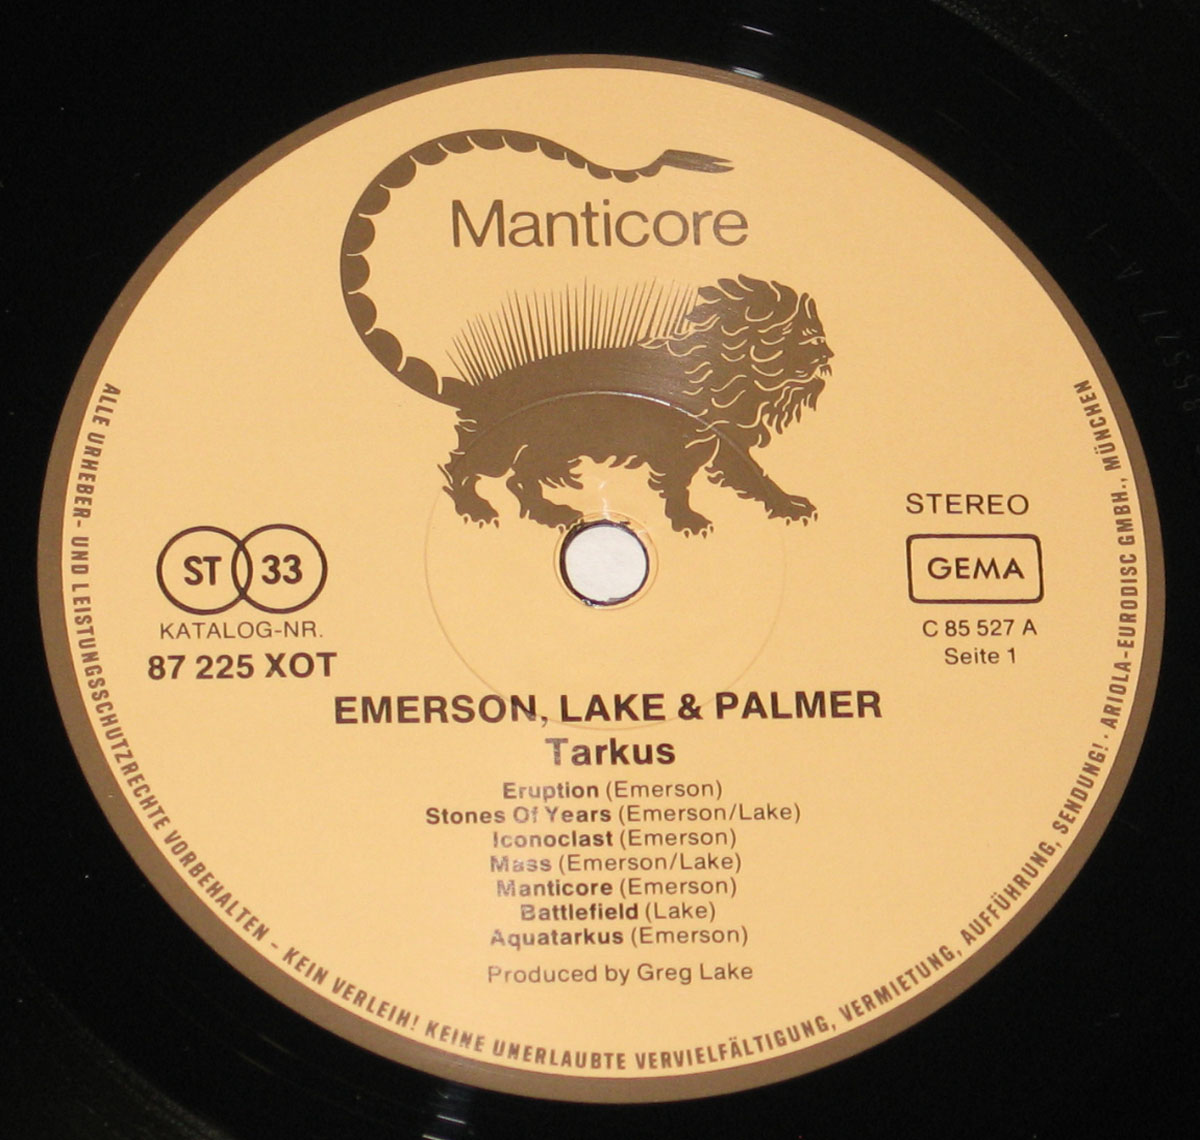 Manticore
STEREO
ST 33
GEMA
KATALOG-NR.
87 225 XOT
C 85 527 A
Seite 1
EMERSON, LAKE & PALMER
Tarkus
Eruption (Emerson)
Stones Of Years (Emerson/Lake)
Iconoclast (Emerson)
Mass (Emerson/Lake)
Manticore (Emerson)
Battlefield (Lake)
Aquatarkus (Emerson)
Produced by Greg Lake
ALLE URHEBER- UND LEISTUNGSSCHUTZRECHTE VORBEHALTEN - KEIN VERLEIH! KEINE UNERLAUBTE VERVIELFÄLTIGUNG, VERMIETUNG, AUFFÜHRUNG, SENDUNG! · ARIOLA-EURODISC GMBH., MÜNCHEN